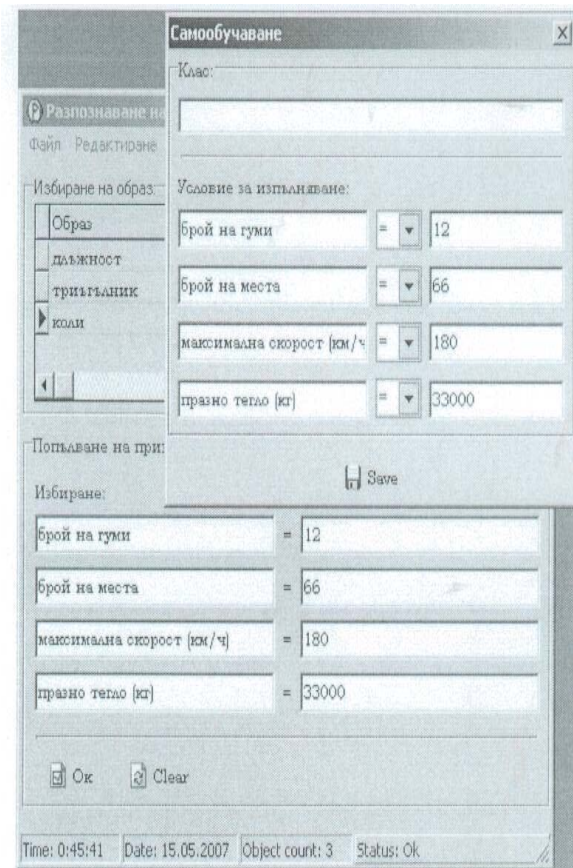 Самообучаване
Клас:
Разпознаване на
Файл Редактиране
Избиране на образ:
Образ
длъжност
триъгълник
коли
Условие за изпълняване:
брой на гуми = 12
брой на места = 66
максимална скорост (км/ч = 180
празно тегло (кг) = 33000
Save
Попълване на при
Избиране:
брой на гуми = 12
брой на места = 66
максимална скорост (км/ч) = 180
празно тегло (кг) = 33000
Ок Clear
Time: 0:45:41 Date: 15.05.2007 Object count: 3 Status: Ok